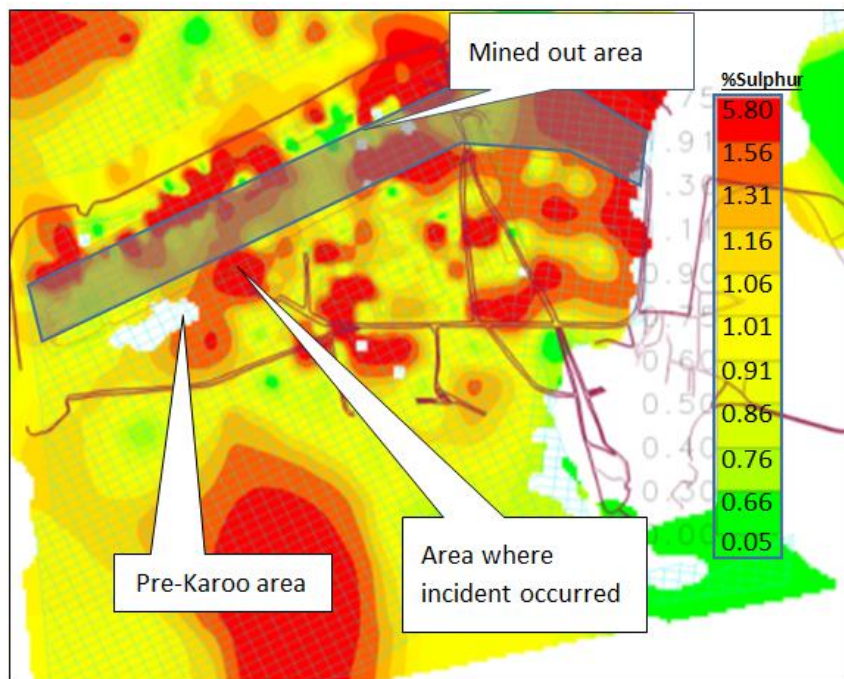 Mined out area
%Sulphur
5.80
1.56
1.31
1.16
1.06
1.01
0.91
0.86
0.76
0.66
0.05
Pre-Karoo area
Area where
incident occurred